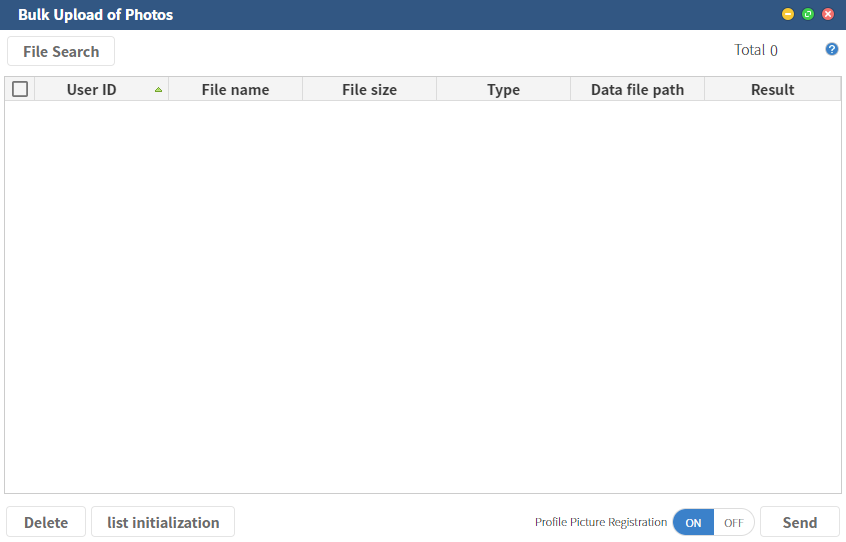 Bulk Upload of Photos
File Search
Total 0
?
User ID File name File size Type Data file path Result
Delete list initialization Profile Picture Registration ON OFF Send